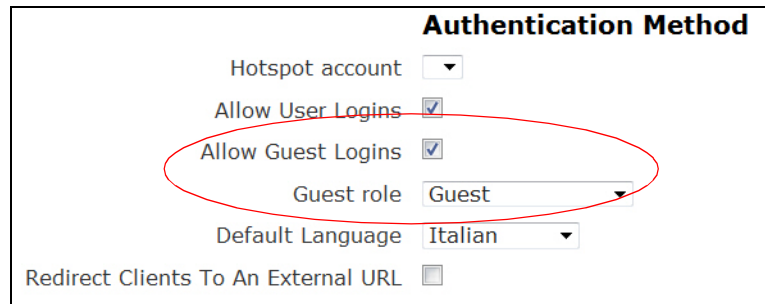 Authentication Method
Hotspot account
Allow User Logins
Allow Guest Logins
Guest role Guest
Default Language Italian
Redirect Clients To An External URL